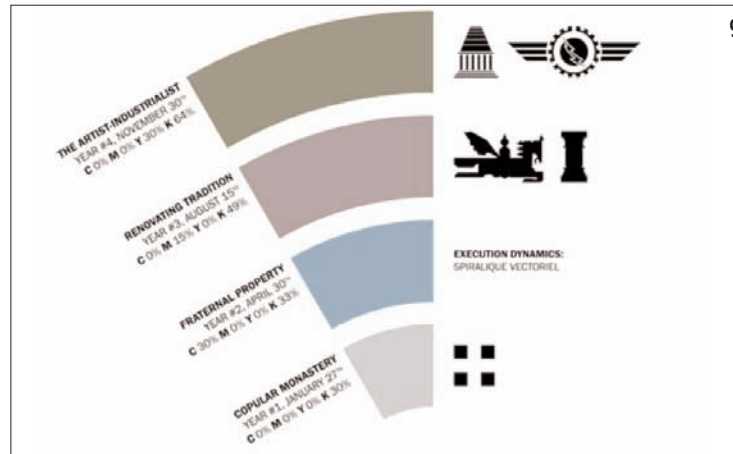 9
THE ARTIST-INDUSTRIALIST
YEAR #4, NOVEMBER 30TH
C 0% M 0% Y 30% K 64%
RENOVATING TRADITION
YEAR #3, AUGUST 15TH
C 0% M 15% Y 0% K 49%
FRATERNAL PROPERTY
YEAR #2, APRIL 30TH
C 30% M 0% Y 0% K 33%
EXECUTION DYNAMICS:
SPIRALIQUE VECTORIEL
COPULAR MONASTERY
YEAR #1, JANUARY 27TH
C 0% M 0% Y 0% K 30%